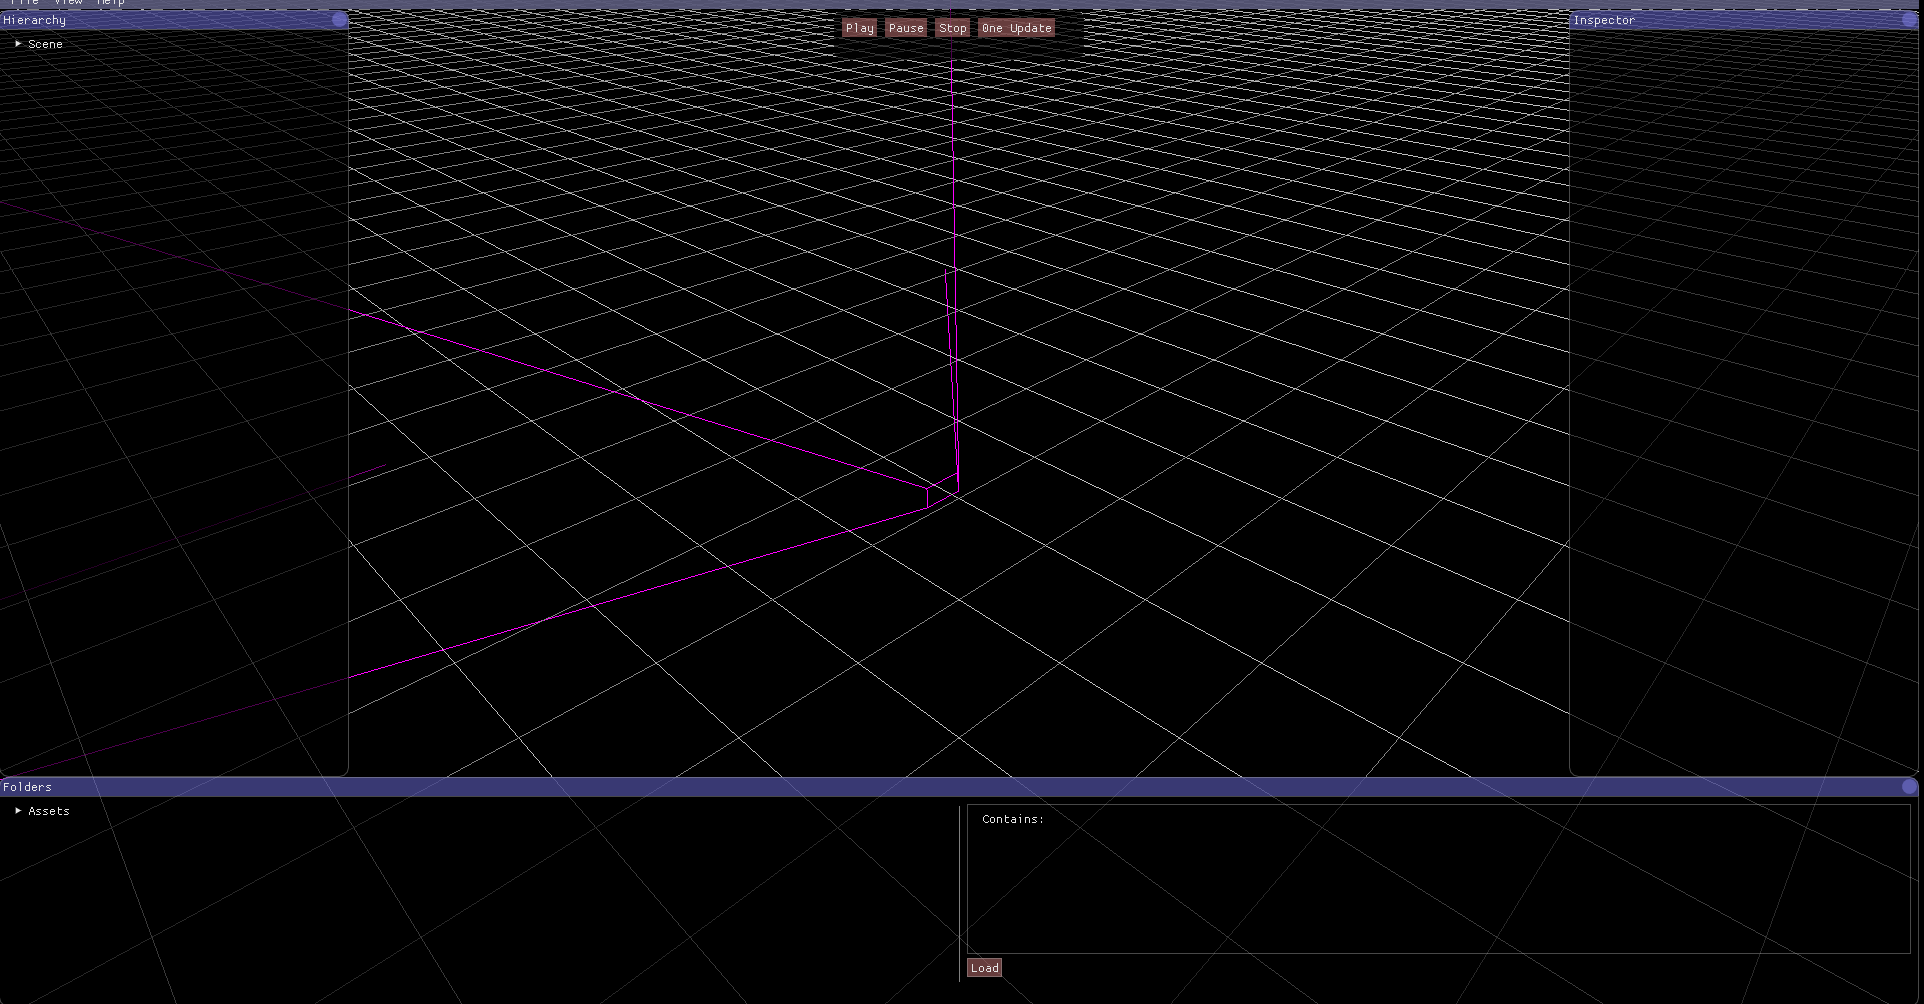 File View Help
Hierarchy
Scene
Play Pause Stop One Update
Inspector
Folders
Assets
Contains:
Load